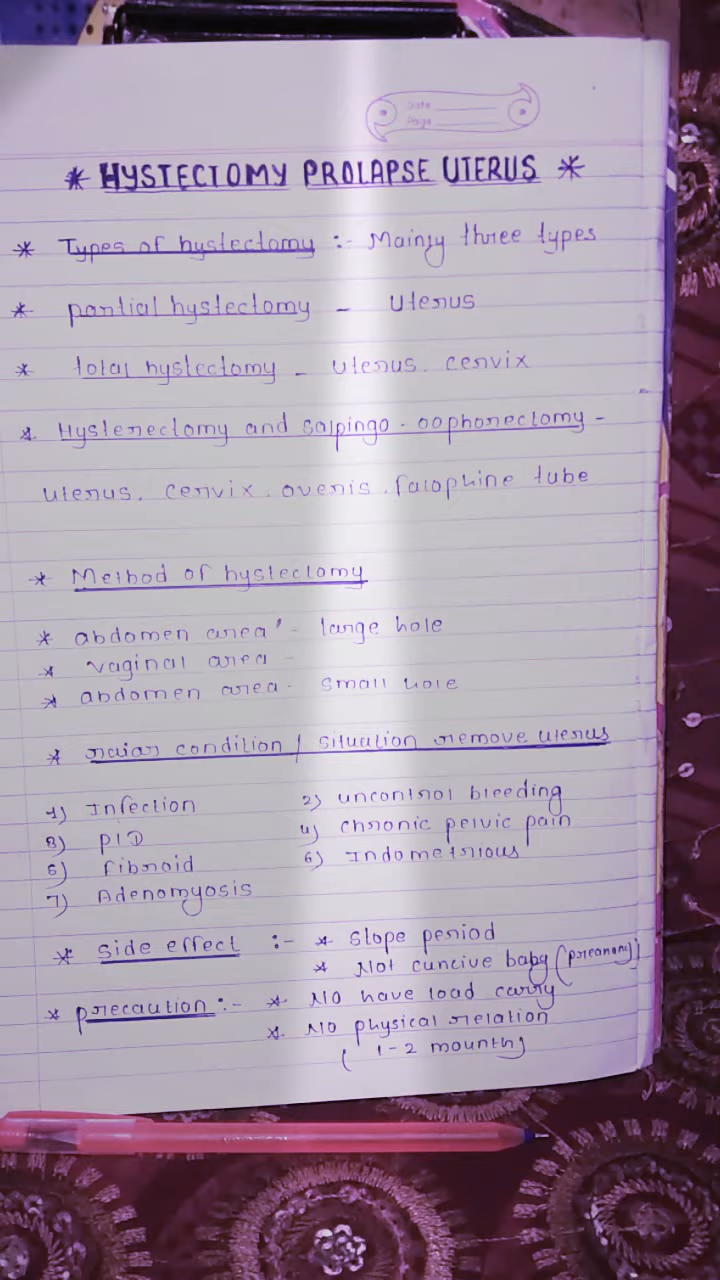 Date
Page
* HYSTECTOMY PROLAPSE UTERUS *
* Types of hystectomy :- Mainly three types
* partial hystectomy - Uterus
* total hystectomy - uterus. cervix
* Hysterectomy and salpingo - oophorectomy -
uterus. cervix. overis. falophine tube
* Method of hystectomy
* abdomen area' - large hole
* vaginal area -
* abdomen area - small hole
* condition / situation remove uterus
1) Infection 2) uncontrol bleeding
3) PID 4) chronic pelvic pain
5) fibroid 6) Indometrious
7) Adenomyosis
* side effect :- * slope period
* Not cuncive baby (
* precaution :- * No have load carry
* No physical relation
( 1-2 mounth)